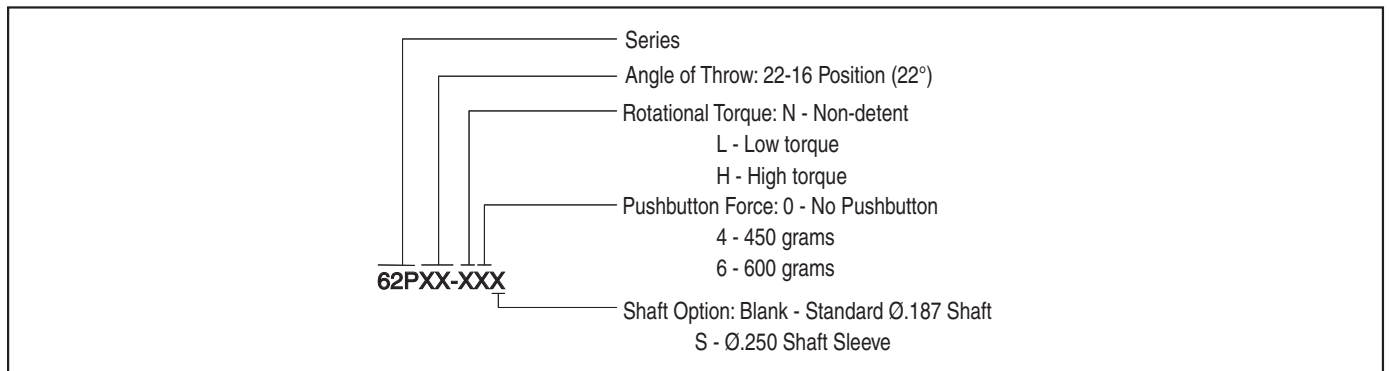 Series
Angle of Throw: 22-16 Position (22°)
Rotational Torque: N - Non-detent
L - Low torque
H - High torque
Pushbutton Force: 0 - No Pushbutton
4 - 450 grams
6 - 600 grams
62PXX-XXX
Shaft Option: Blank - Standard Ø.187 Shaft
S - Ø.250 Shaft Sleeve